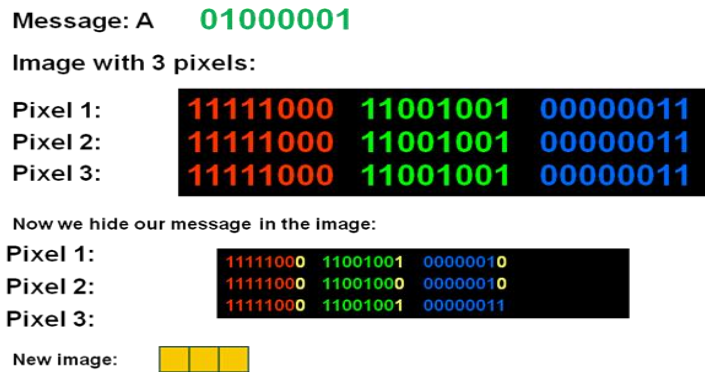 Message: A 01000001
Image with 3 pixels:
Pixel 1: 11111000 11001001 00000011
Pixel 2: 11111000 11001001 00000011
Pixel 3: 11111000 11001001 00000011
Now we hide our message in the image:
Pixel 1: 11111000 11001001 00000010
Pixel 2: 11111000 11001000 00000010
Pixel 3: 11111000 11001001 00000011
New image: